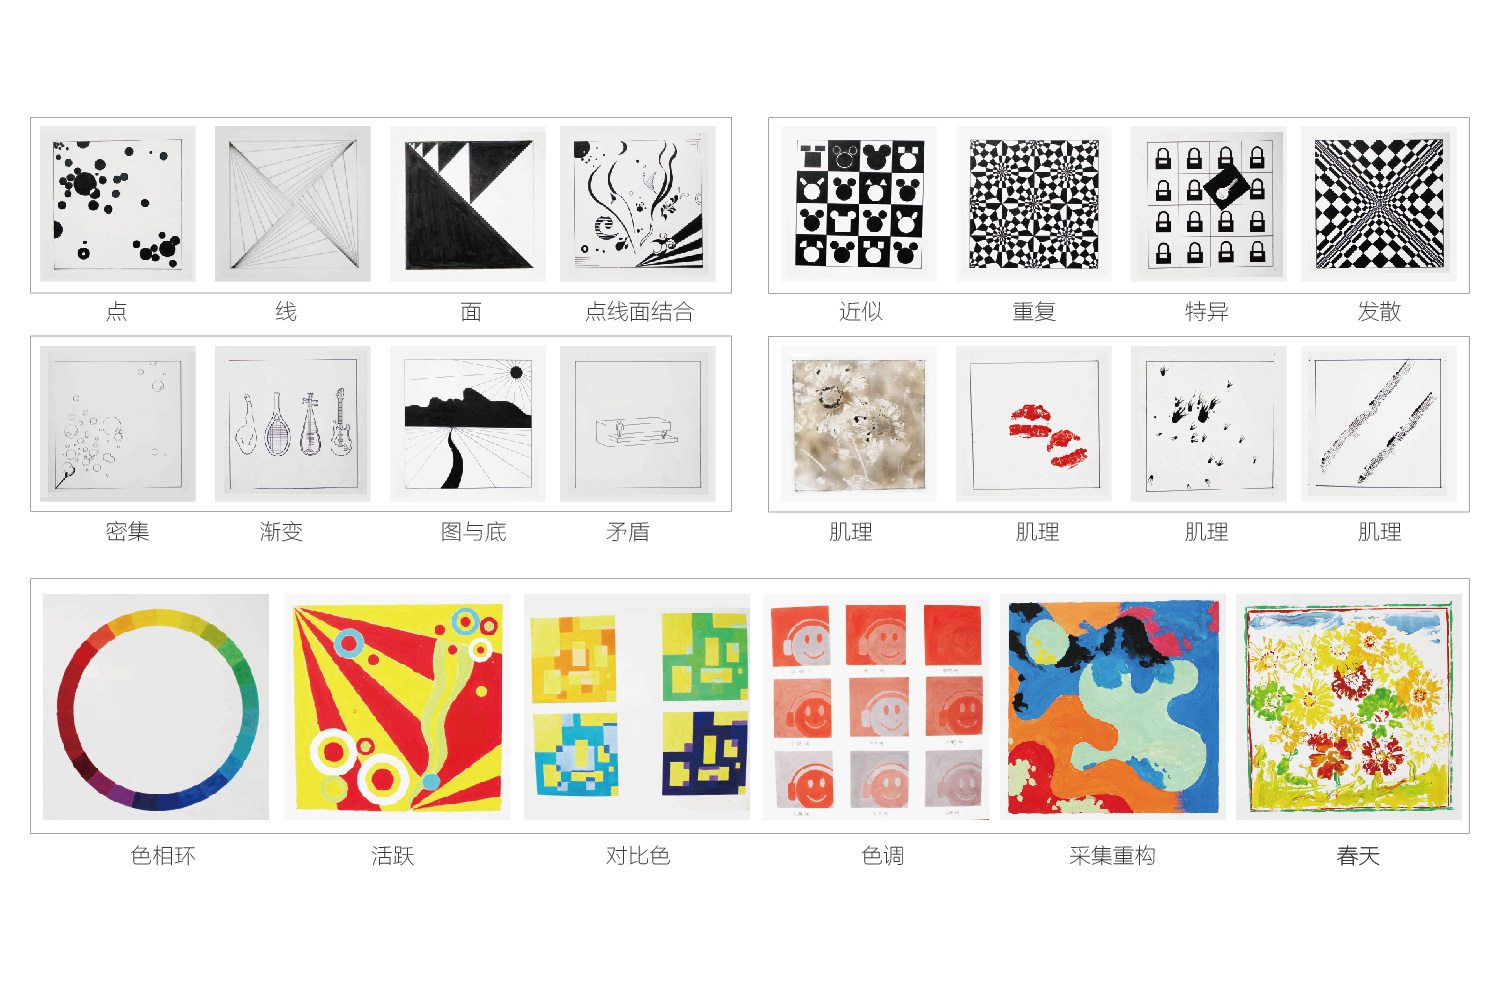 点 线 面 点线面结合
近似 重复 特异 发散
密集 渐变 图与底 矛盾
肌理 肌理 肌理 肌理
色相环 活跃 对比色 色调 采集重构 春天